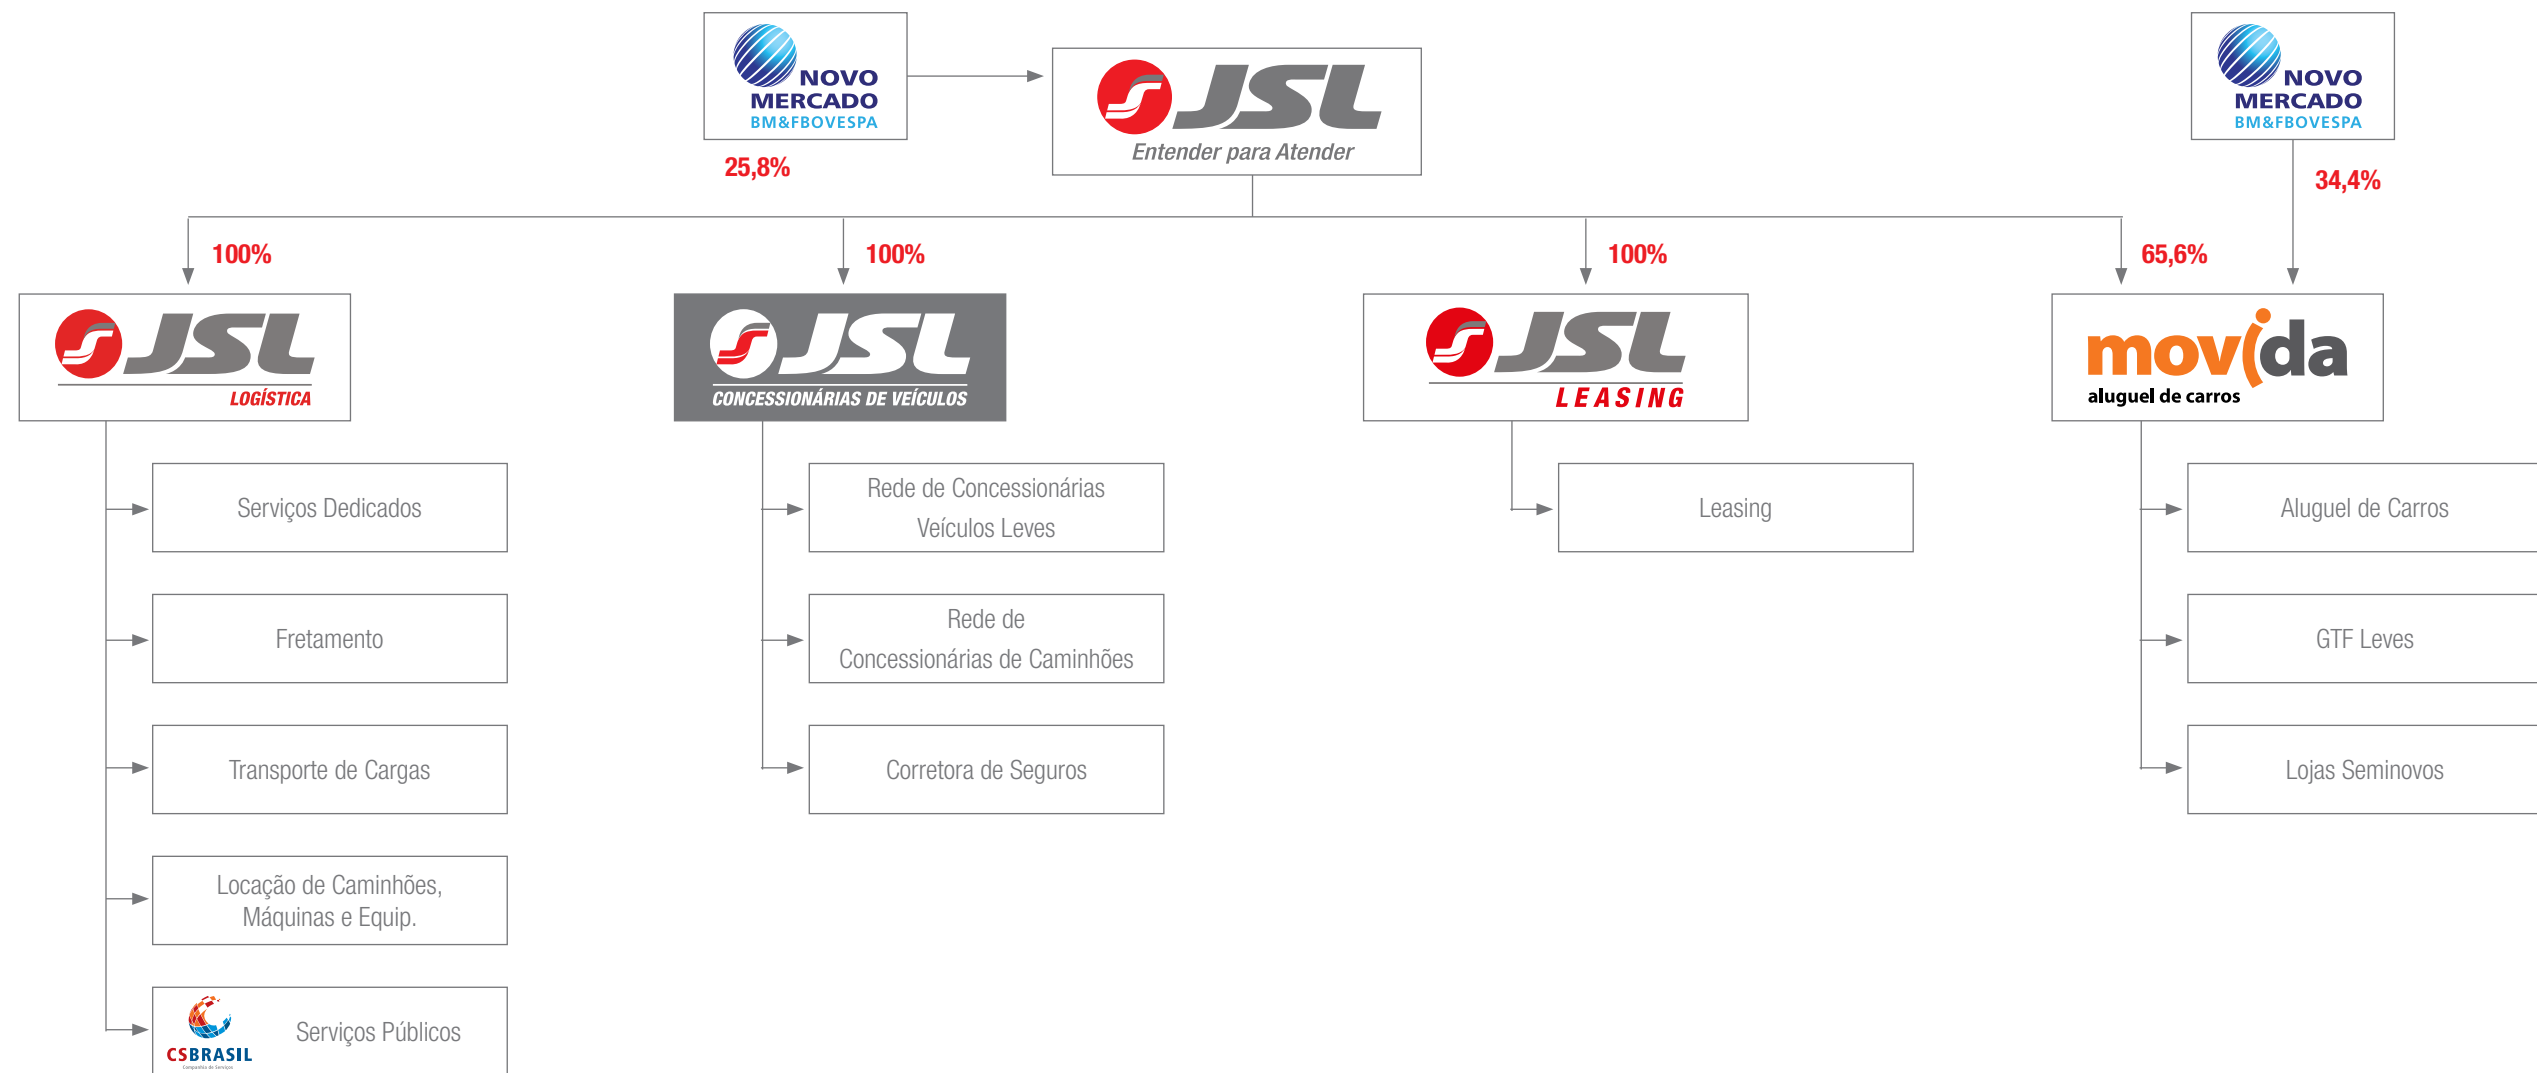 NOVO
MERCADO
BM&FBOVESPA
25,8%
JSL
Entender para Atender
NOVO
MERCADO
BM&FBOVESPA
34,4%
100%
100%
100%
65,6%
JSL
LOGÍSTICA
JSL
CONCESSIONÁRIAS DE VEÍCULOS
JSL
LEASING
movida
aluguel de carros
Serviços Dedicados
Fretamento
Transporte de Cargas
Locação de Caminhões,
Máquinas e Equip.
CSBRASIL
Companhia de Serviços
Serviços Públicos
Rede de Concessionárias
Veículos Leves
Rede de
Concessionárias de Caminhões
Corretora de Seguros
Leasing
Aluguel de Carros
GTF Leves
Lojas Seminovos